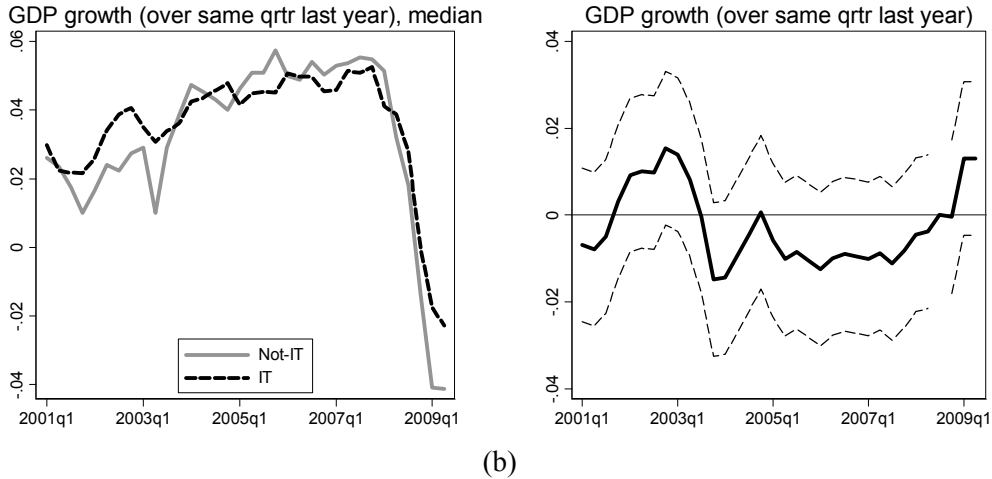 GDP growth (over same qrtr last year), median
.06
.04
.02
0
-.02
-.04
Not-IT
IT
2001q1 2003q1 2005q1 2007q1 2009q1
GDP growth (over same qrtr last year)
.04
.02
0
-.02
-.04
2001q1 2003q1 2005q1 2007q1 2009q1
(b)